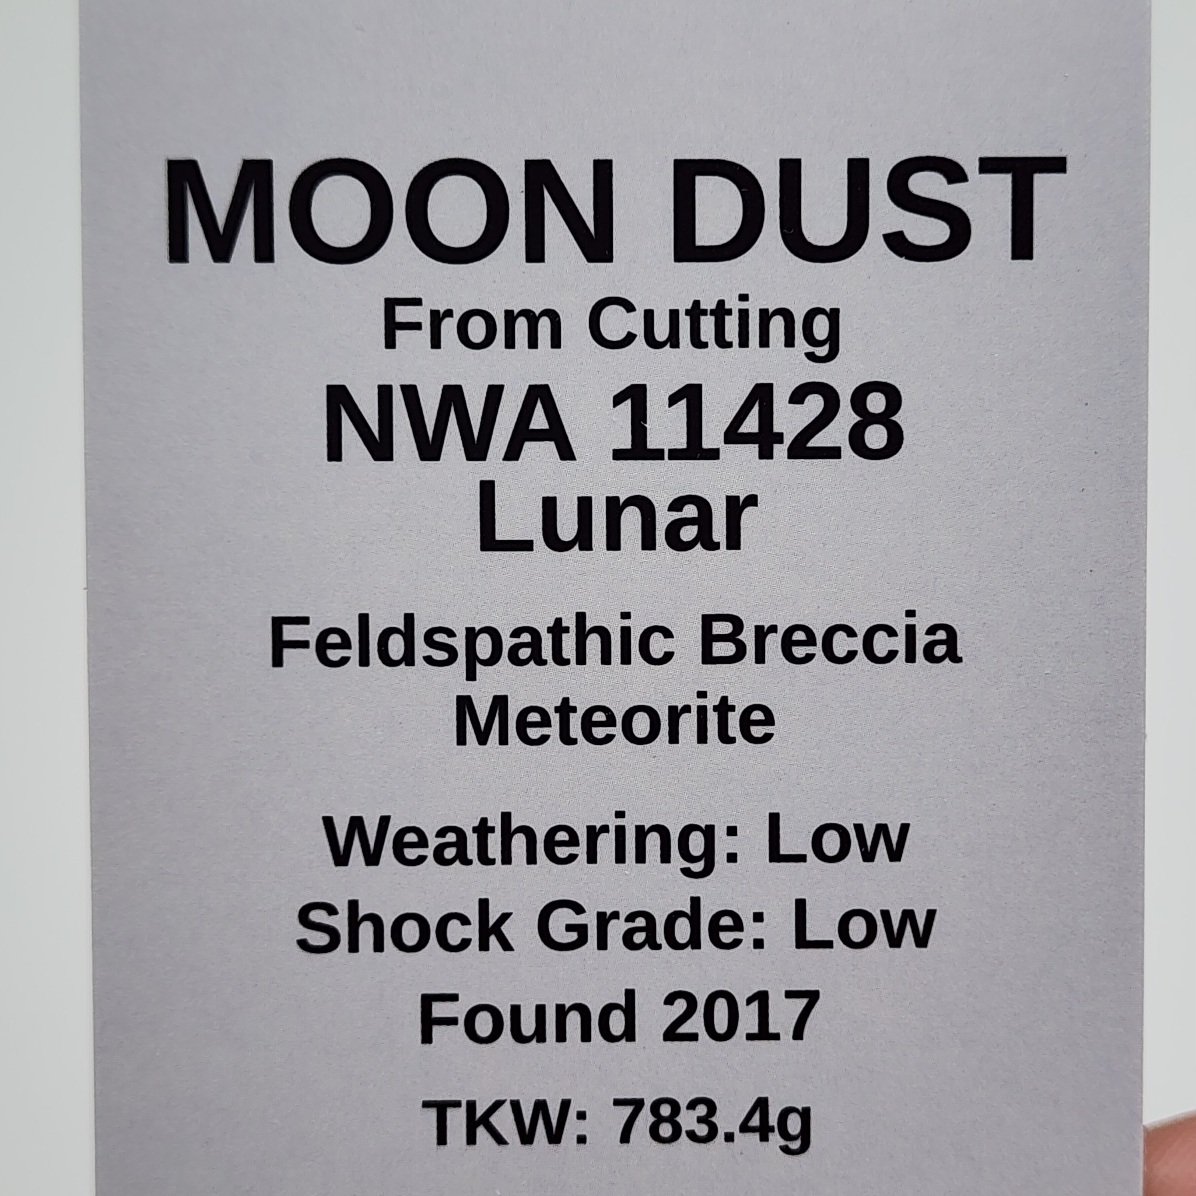 MOON DUST
From Cutting
NWA 11428
Lunar
Feldspathic Breccia
Meteorite
Weathering: Low
Shock Grade: Low
Found 2017
TKW: 783.4g